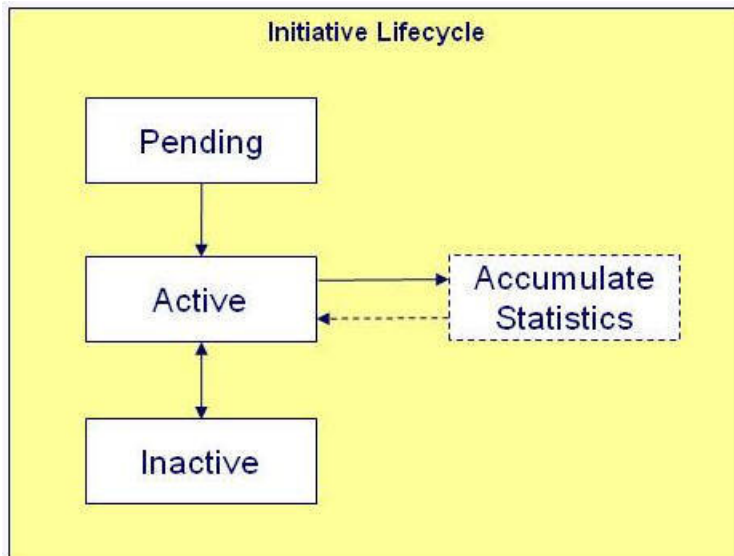 Initiative Lifecycle
Pending
Active
Accumulate
Statistics
Inactive